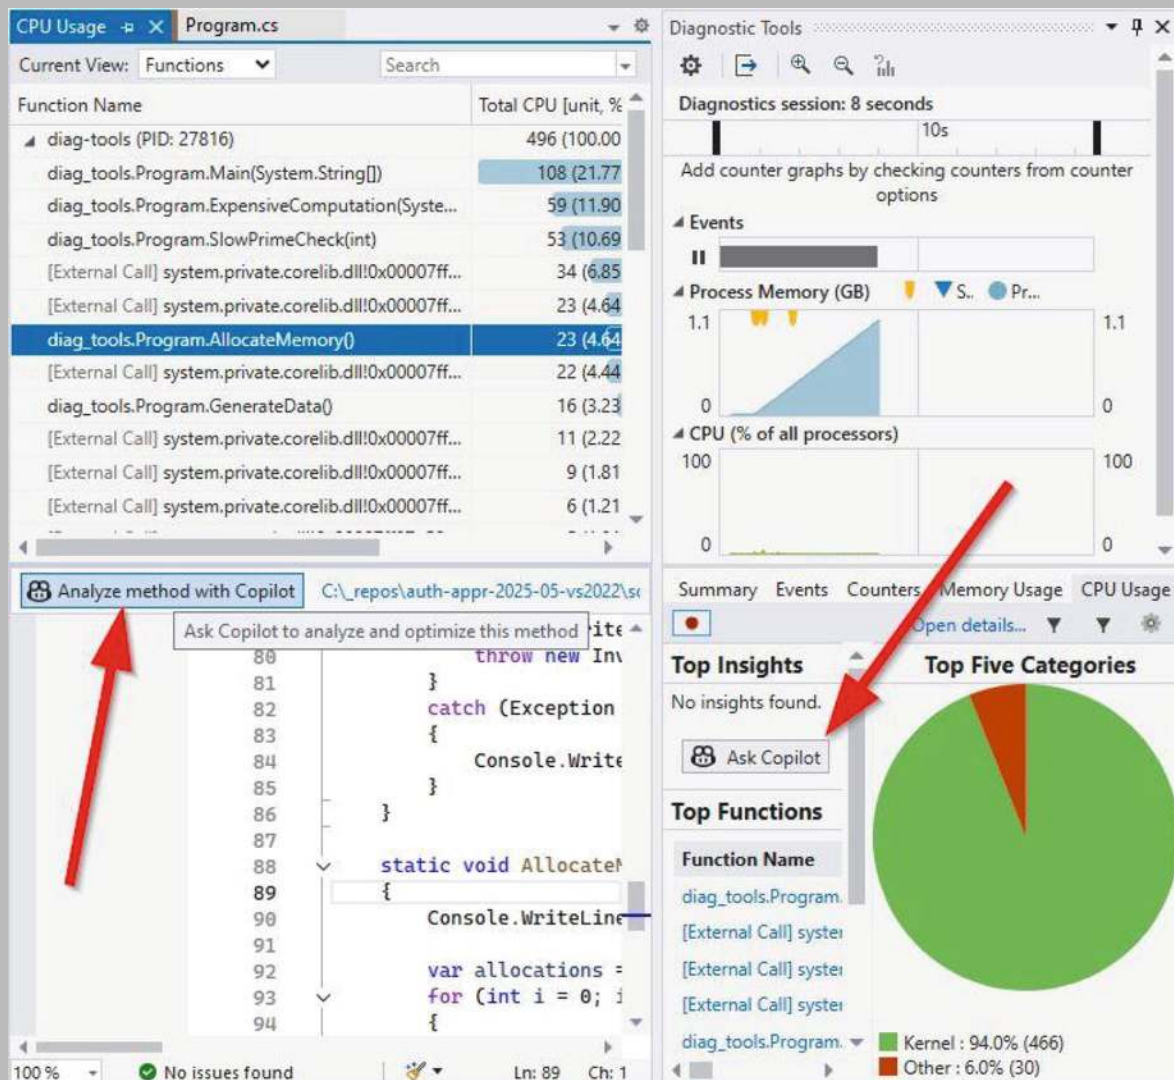 CPU Usage
Program.cs
Current View: Functions
Search
Function Name
Total CPU [unit, %
diag-tools (PID: 27816)
496 (100.00
diag_tools.Program.Main(System.String[])
108 (21.77
diag_tools.Program.ExpensiveComputation(Syste...
59 (11.90
diag_tools.Program.SlowPrimeCheck(int)
53 (10.69
[External Call] system.private.corelib.dll!0x00007ff...
34 (6.85
[External Call] system.private.corelib.dll!0x00007ff...
23 (4.64
diag_tools.Program.AllocateMemory()
23 (4.64
[External Call] system.private.corelib.dll!0x00007ff...
22 (4.44
diag_tools.Program.GenerateData()
16 (3.23
[External Call] system.private.corelib.dll!0x00007ff...
11 (2.22
[External Call] system.private.corelib.dll!0x00007ff...
9 (1.81
[External Call] system.private.corelib.dll!0x00007ff...
6 (1.21
Analyze method with Copilot
C:\_repos\auth-appr-2025-05-vs2022\so
Ask Copilot to analyze and optimize this method
ite
80 throw new Inv
81 }
82 catch (Exception
83 {
84 Console.Write
85 }
86 }
87
88 static void Allocate
89 {
90 Console.WriteLine
91
92 var allocations =
93 for (int i = 0; i
94 {
100 %
No issues found
Ln: 89 Ch: 1
Diagnostic Tools
Diagnostics session: 8 seconds
10s
Add counter graphs by checking counters from counter
options
Events
Process Memory (GB)
S..
Pr...
1.1
1.1
0
0
CPU (% of all processors)
100
100
0
0
Summary Events Counters Memory Usage CPU Usage
Open details...
Top Insights
No insights found.
Ask Copilot
Top Functions
Function Name
diag_tools.Program.
[External Call] syste
[External Call] syste
[External Call] syste
diag_tools.Program.
Top Five Categories
Kernel : 94.0% (466)
Other : 6.0% (30)